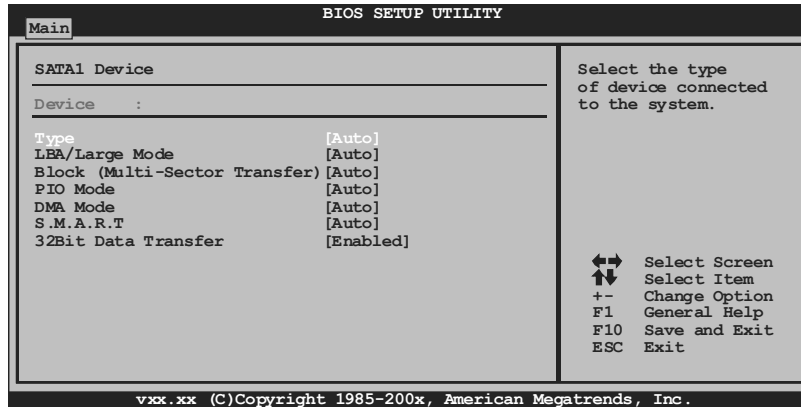 BIOS SETUP UTILITY
Main
SATA1 Device
Device :
Type [Auto]
LBA/Large Mode [Auto]
Block (Multi-Sector Transfer) [Auto]
PIO Mode [Auto]
DMA Mode [Auto]
S.M.A.R.T [Auto]
32Bit Data Transfer [Enabled]
Select the type
of device connected
to the system.
Select Screen
Select Item
+- Change Option
F1 General Help
F10 Save and Exit
ESC Exit
vxx.xx (C)Copyright 1985-200x, American Megatrends, Inc.